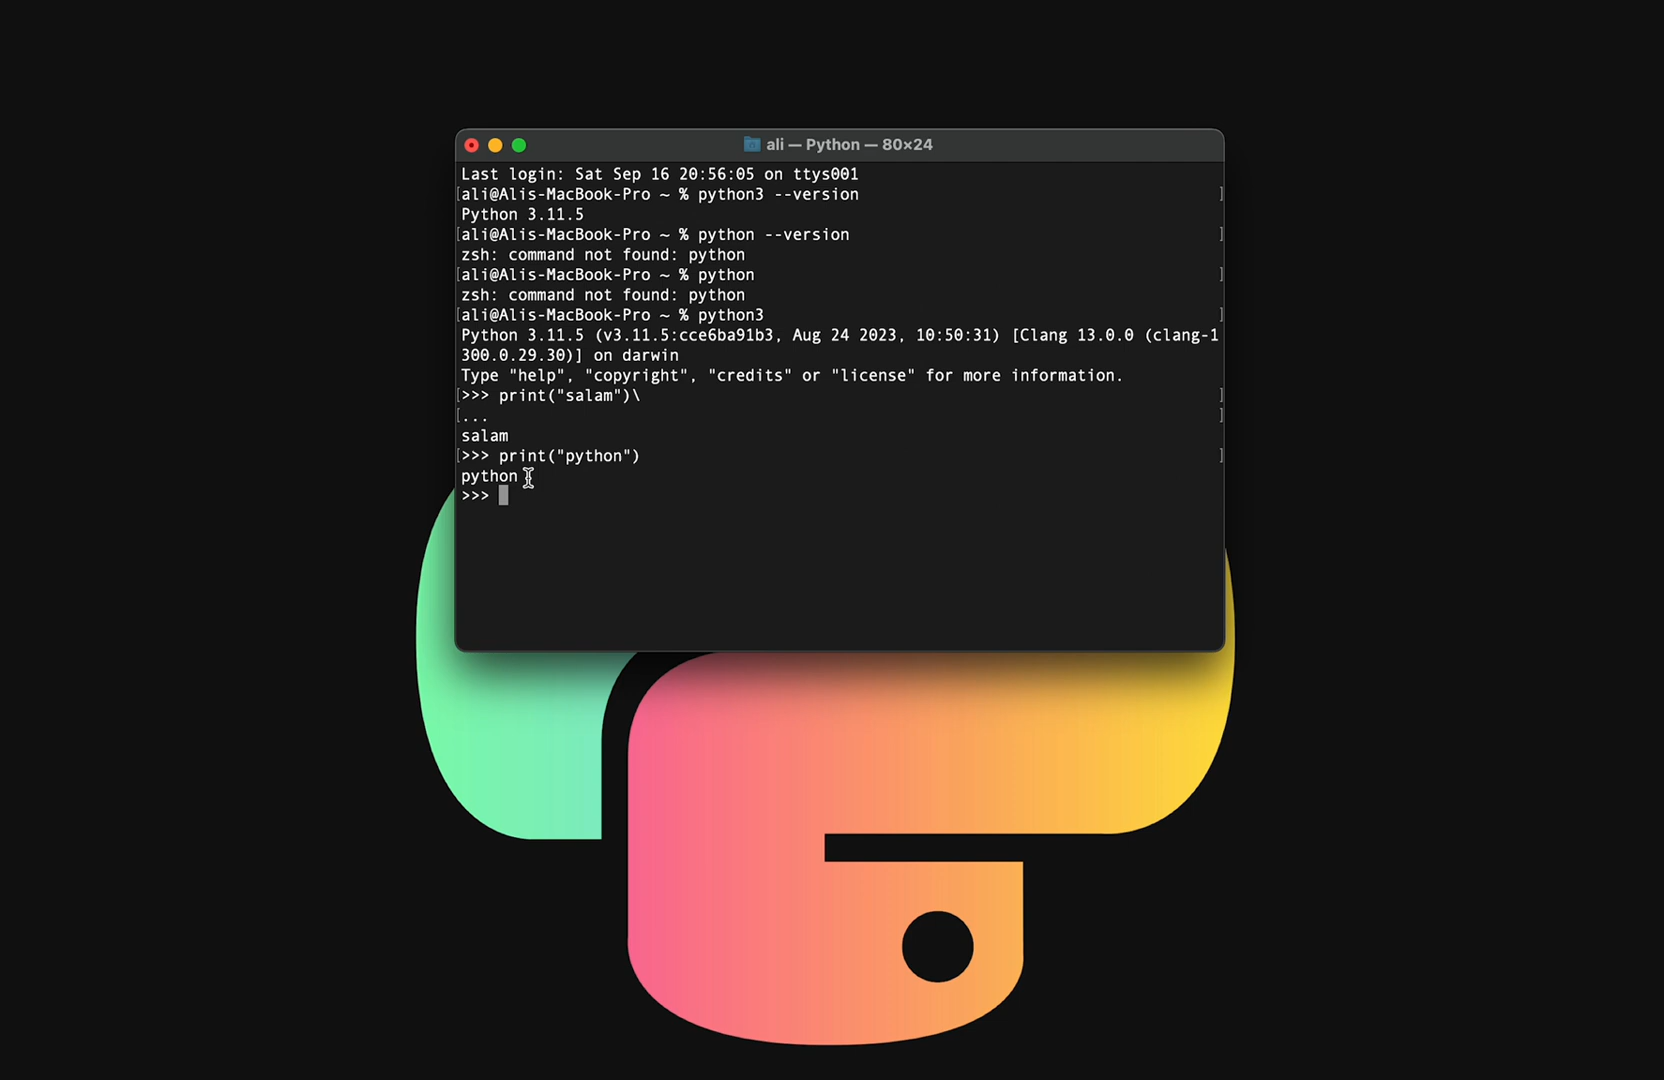 ali — Python — 80×24
Last login: Sat Sep 16 20:56:05 on ttys001
[ali@Alis-MacBook-Pro ~ % python3 --version ]
Python 3.11.5
[ali@Alis-MacBook-Pro ~ % python --version ]
zsh: command not found: python
[ali@Alis-MacBook-Pro ~ % python ]
zsh: command not found: python
[ali@Alis-MacBook-Pro ~ % python3 ]
Python 3.11.5 (v3.11.5:cce6ba91b3, Aug 24 2023, 10:50:31) [Clang 13.0.0 (clang-1
300.0.29.30)] on darwin
Type "help", "copyright", "credits" or "license" for more information.
[>>> print("salam")\ ]
[... ]
salam
[>>> print("python") ]
python
>>>